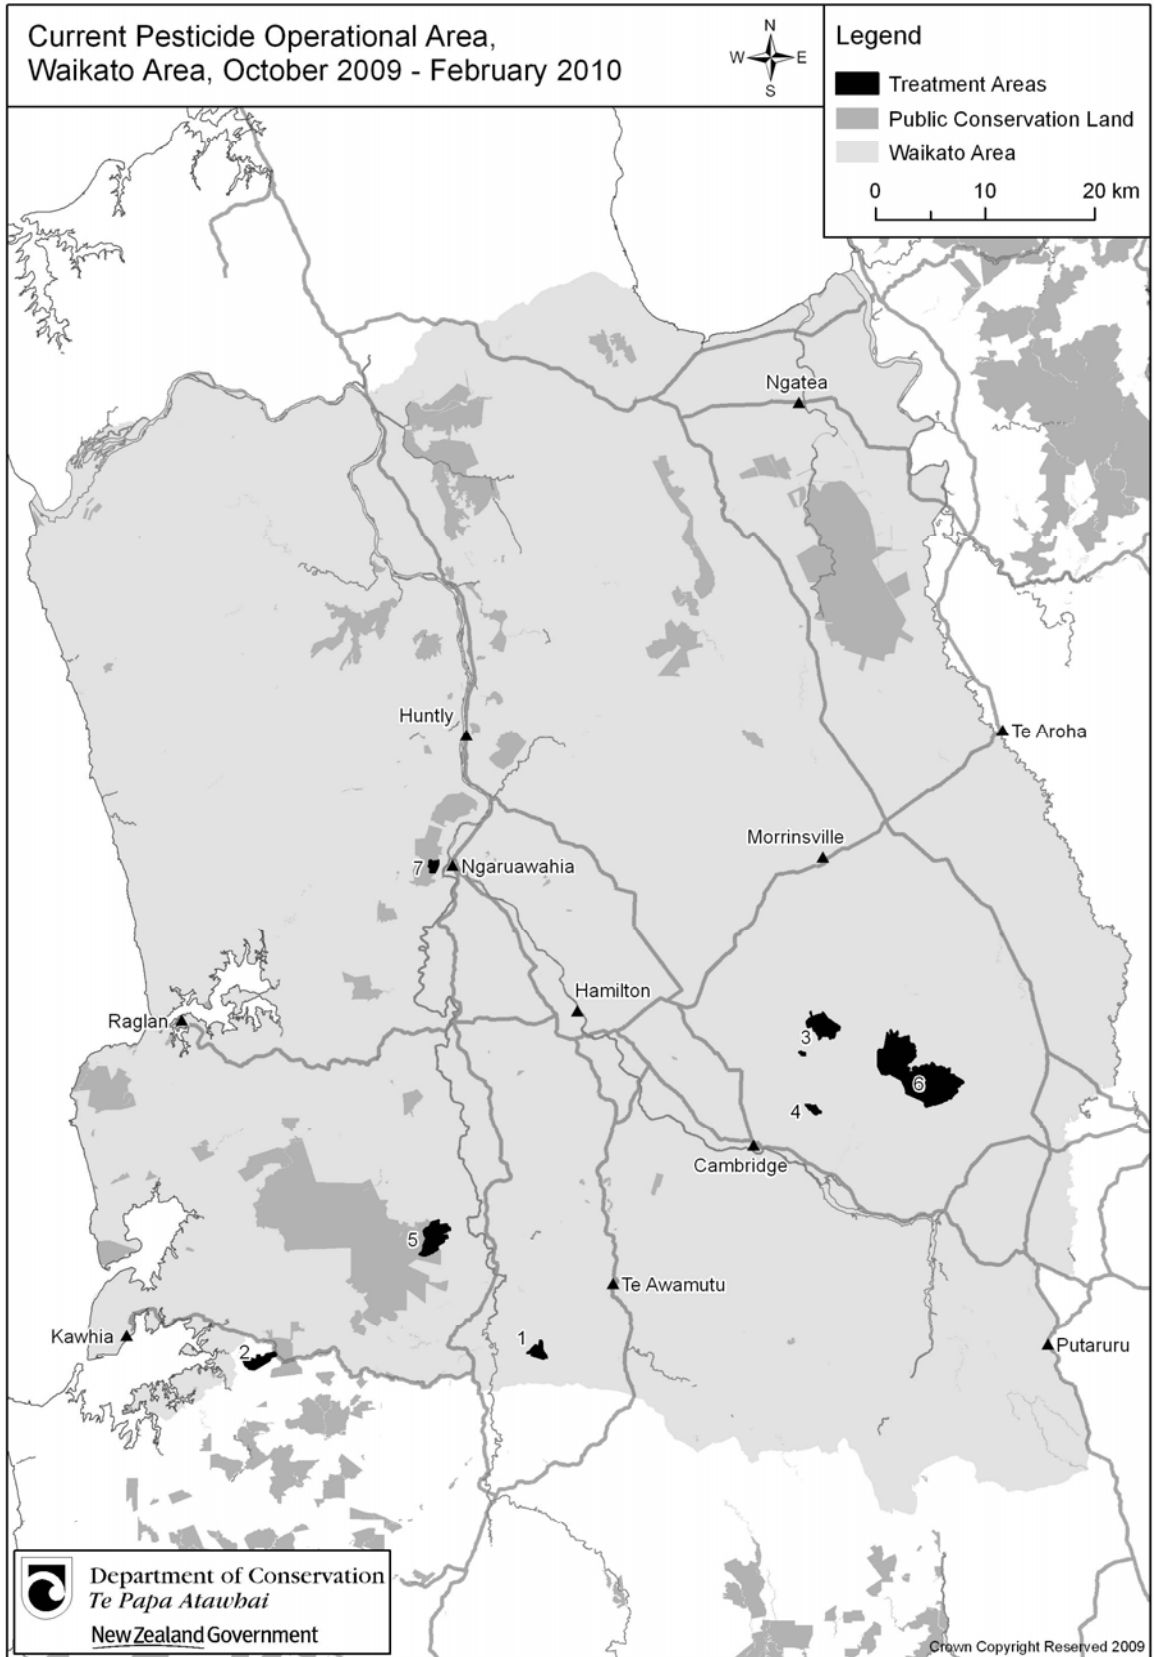 Current Pesticide Operational Area,
Waikato Area, October 2009 - February 2010
N
W
E
S
Legend
Treatment Areas
Public Conservation Land
Waikato Area
0 10 20 km
Ngatea
Huntly
Te Aroha
Morrinsville
7
Ngaruawahia
Hamilton
Raglan
3
6
4
Cambridge
5
Te Awamutu
Kawhia
1
2
Putaruru
Department of Conservation
Te Papa Atawhai
New Zealand Government
Crown Copyright Reserved 2009